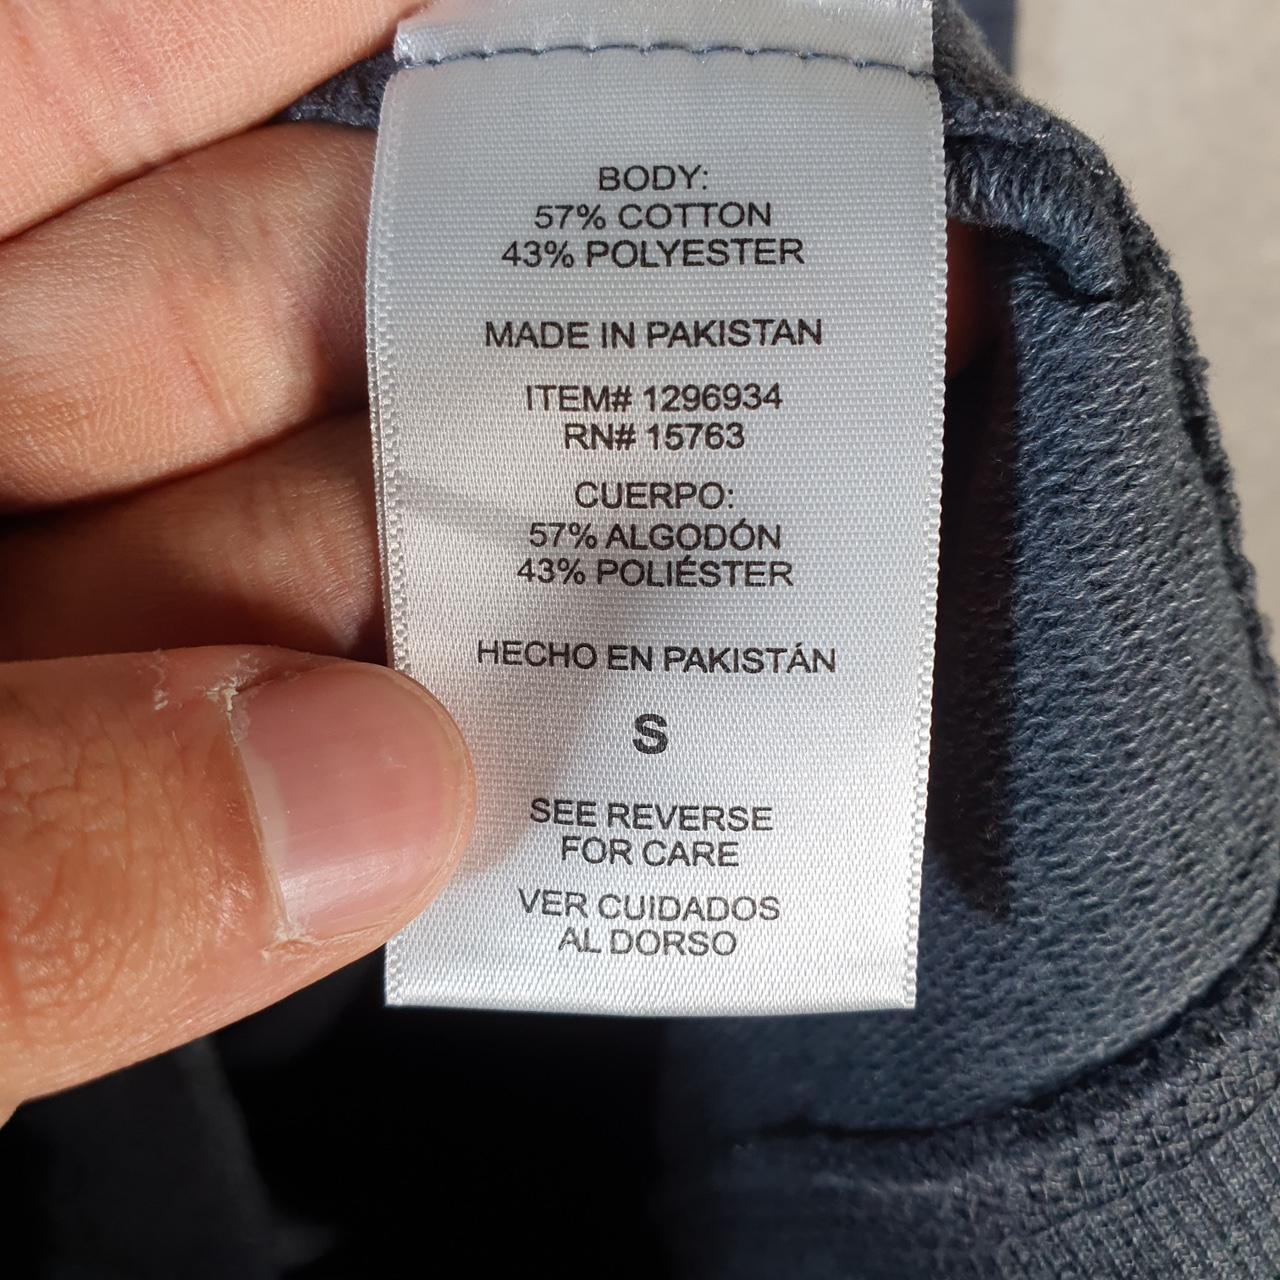 BODY:
57% COTTON
43% POLYESTER
MADE IN PAKISTAN
ITEM# 1296934
RN# 15763
CUERPO:
57% ALGODÓN
43% POLIÉSTER
HECHO EN PAKISTÁN
S
SEE REVERSE
FOR CARE
VER CUIDADOS
AL DORSO